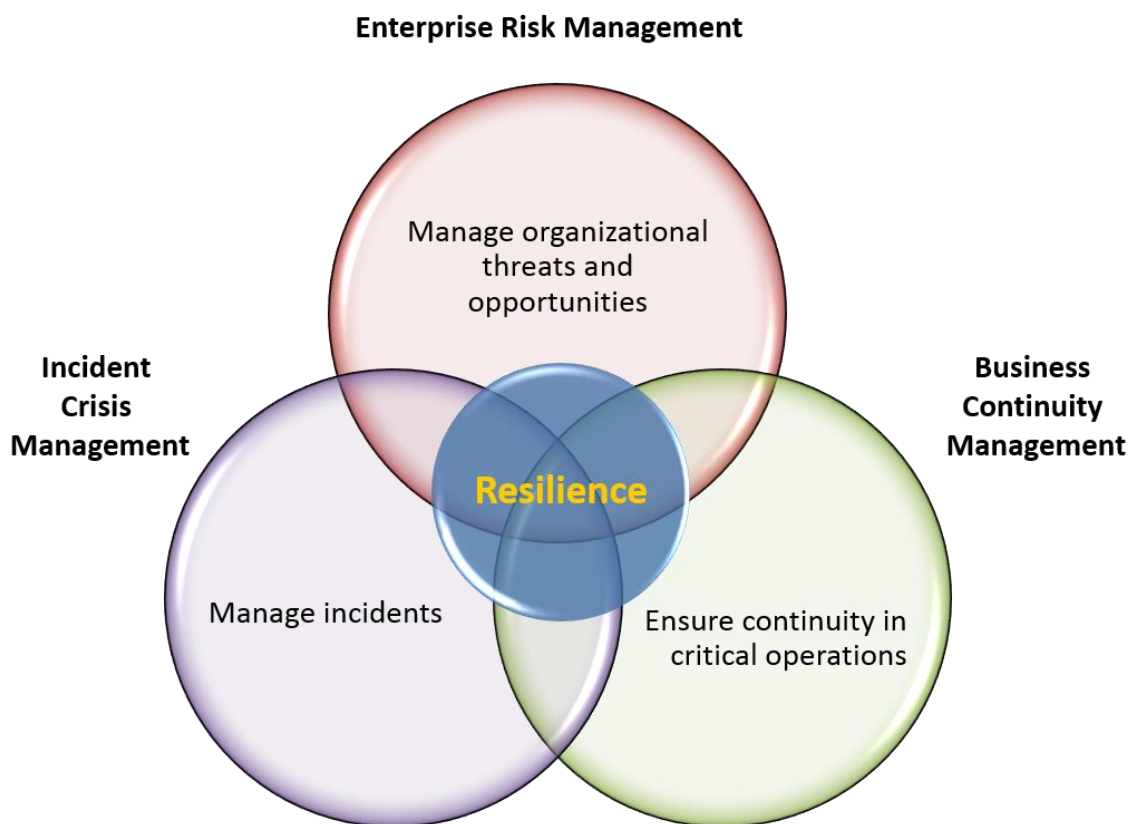 Enterprise Risk Management
Manage organizational
threats and
opportunities
Incident
Crisis
Management
Business
Continuity
Management
Resilience
Manage incidents
Ensure continuity in
critical operations